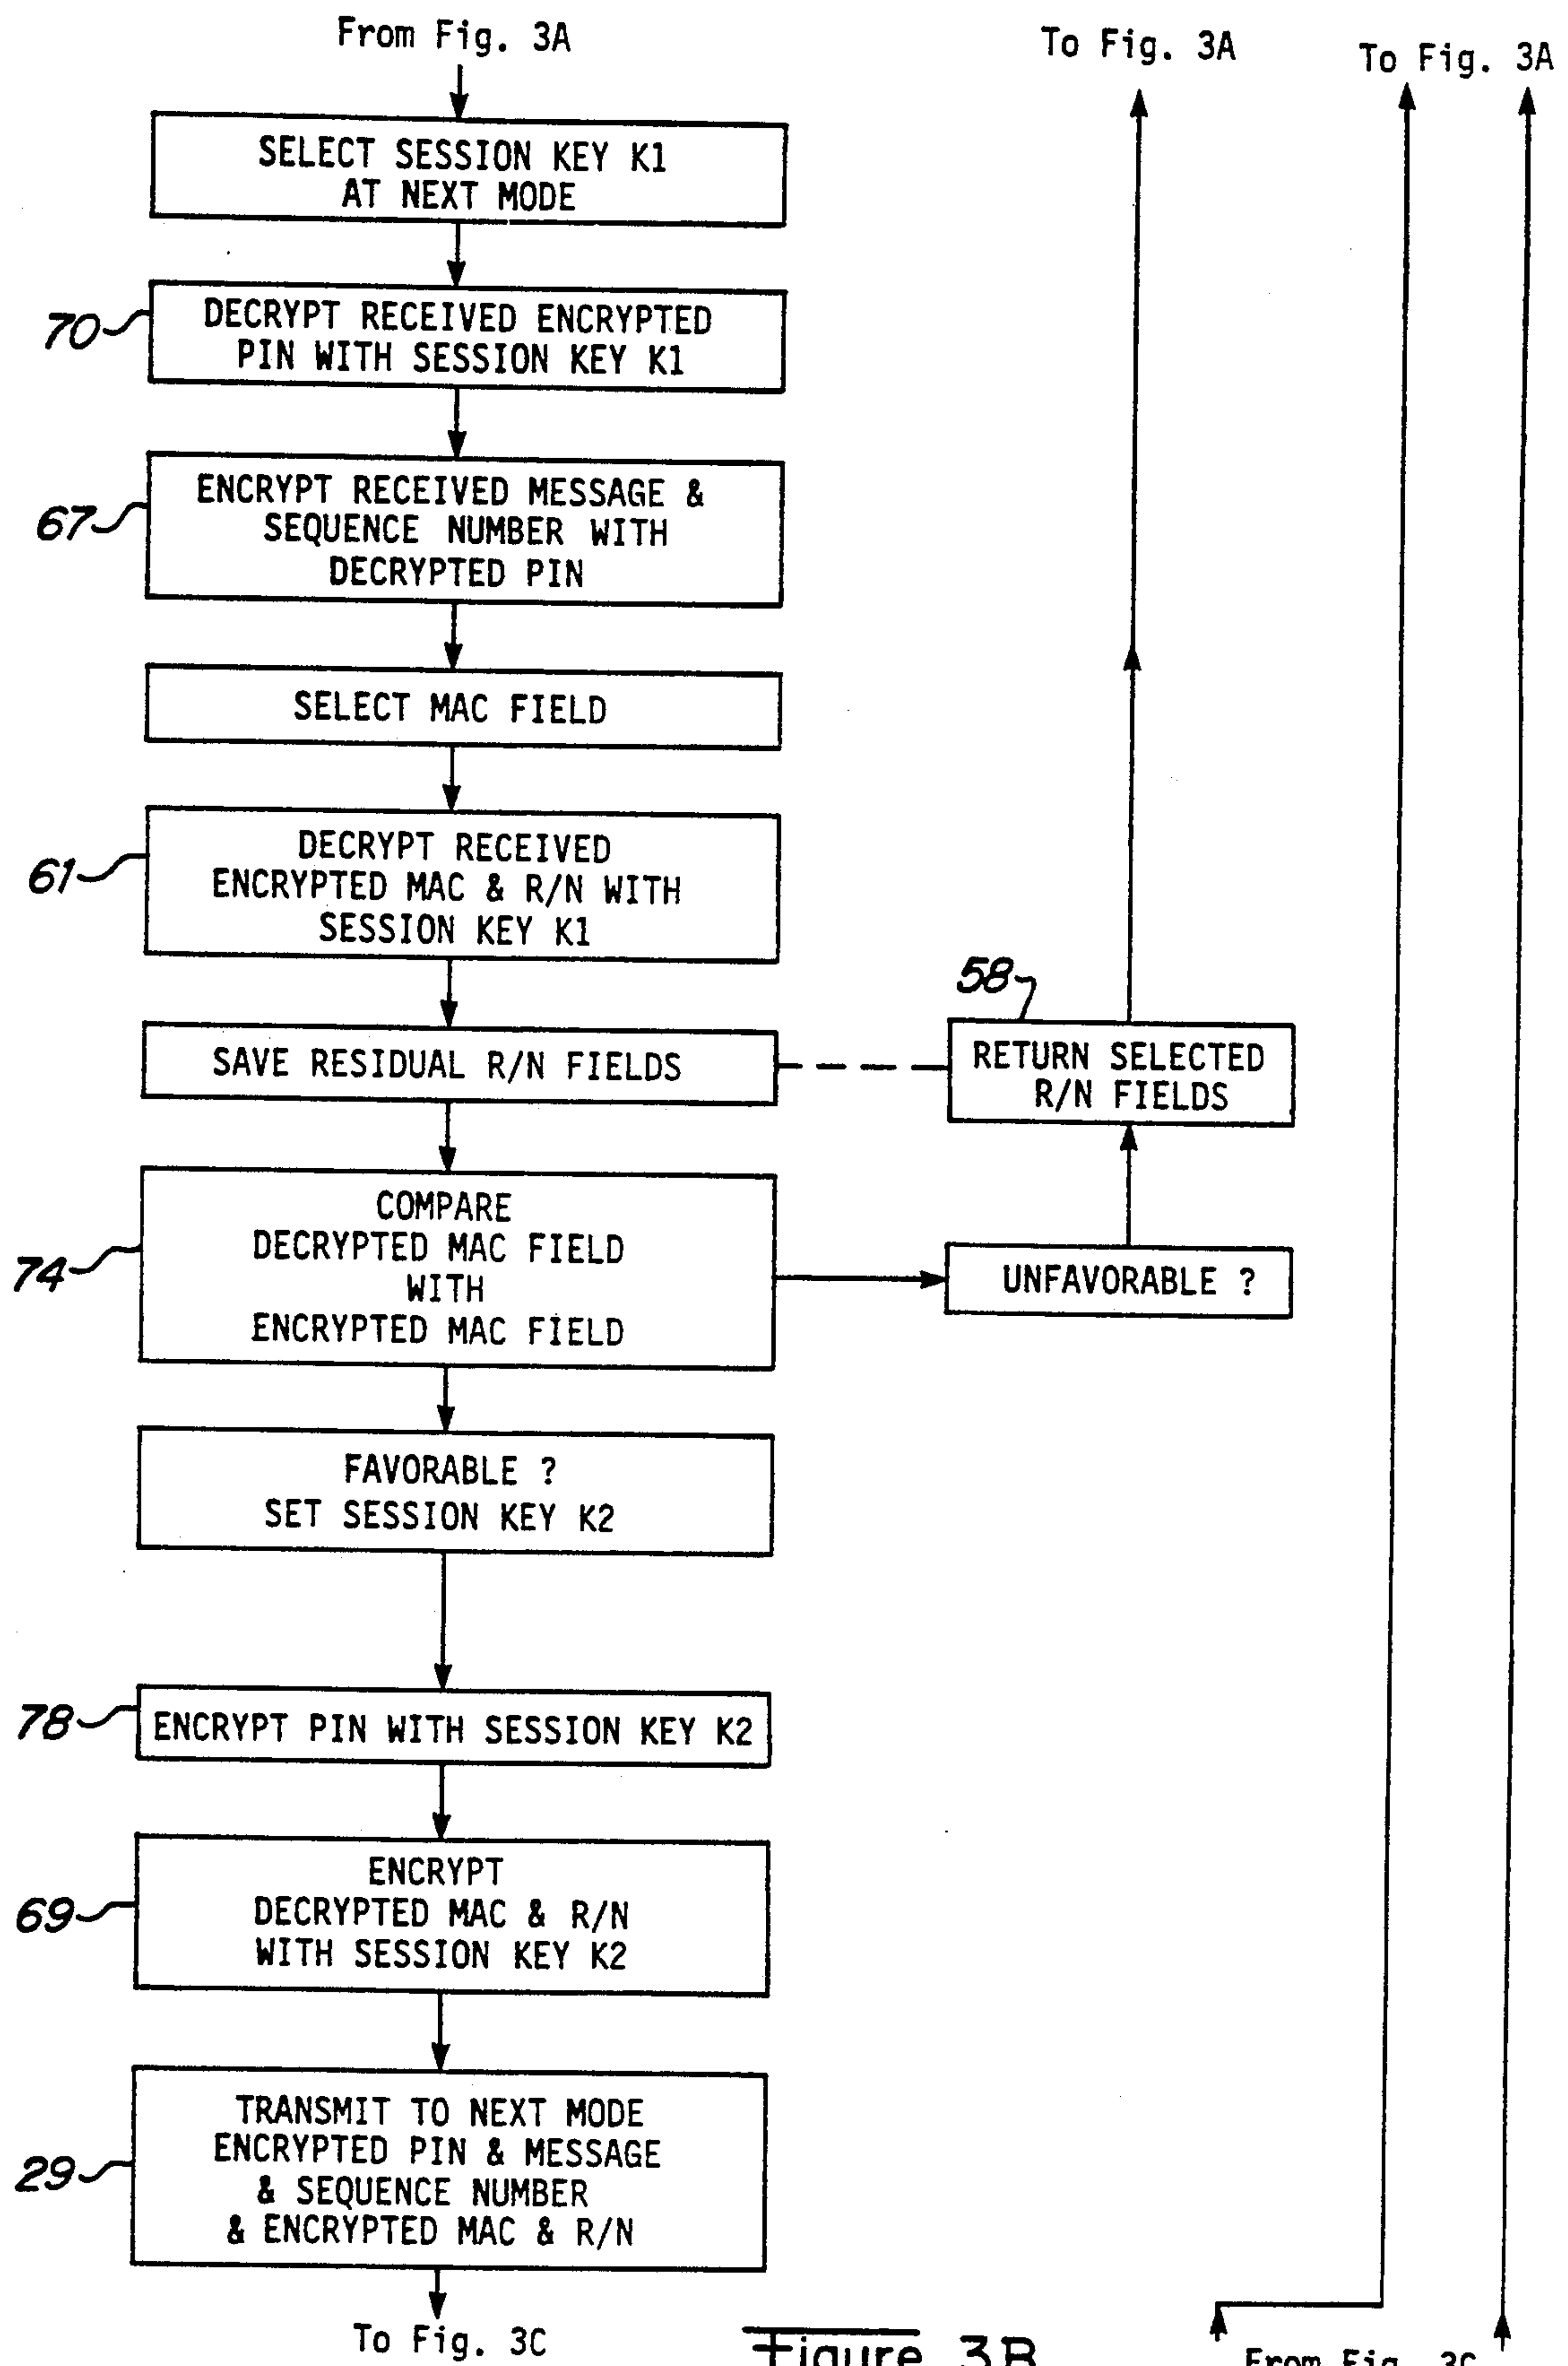 From Fig. 3A
To Fig. 3A
To Fig. 3A
SELECT SESSION KEY K1
AT NEXT MODE
70
DECRYPT RECEIVED ENCRYPTED
PIN WITH SESSION KEY K1
67
ENCRYPT RECEIVED MESSAGE &
SEQUENCE NUMBER WITH
DECRYPTED PIN
SELECT MAC FIELD
61
DECRYPT RECEIVED
ENCRYPTED MAC & R/N WITH
SESSION KEY K1
SAVE RESIDUAL R/N FIELDS
58
RETURN SELECTED
R/N FIELDS
74
COMPARE
DECRYPTED MAC FIELD
WITH
ENCRYPTED MAC FIELD
UNFAVORABLE ?
FAVORABLE ?
SET SESSION KEY K2
78
ENCRYPT PIN WITH SESSION KEY K2
69
ENCRYPT
DECRYPTED MAC & R/N
WITH SESSION KEY K2
29
TRANSMIT TO NEXT MODE
ENCRYPTED PIN & MESSAGE
& SEQUENCE NUMBER
& ENCRYPTED MAC & R/N
To Fig. 3C
Figure 3B
From Fig. 3C